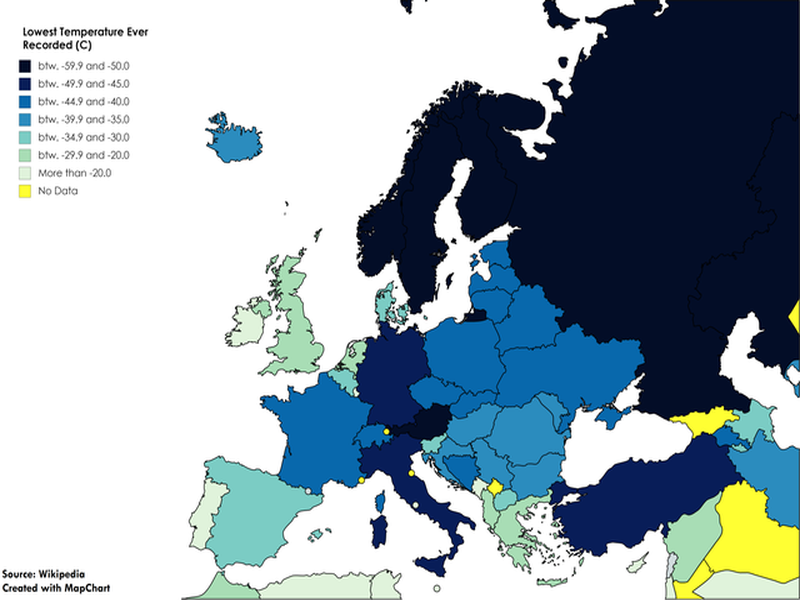 Lowest Temperature Ever
Recorded (C)
btw. -59.9 and -50.0
btw. -49.9 and -45.0
btw. -44.9 and -40.0
btw. -39.9 and -35.0
btw. -34.9 and -30.0
btw. -29.9 and -20.0
More than -20.0
No Data
Source: Wikipedia
Created with MapChart